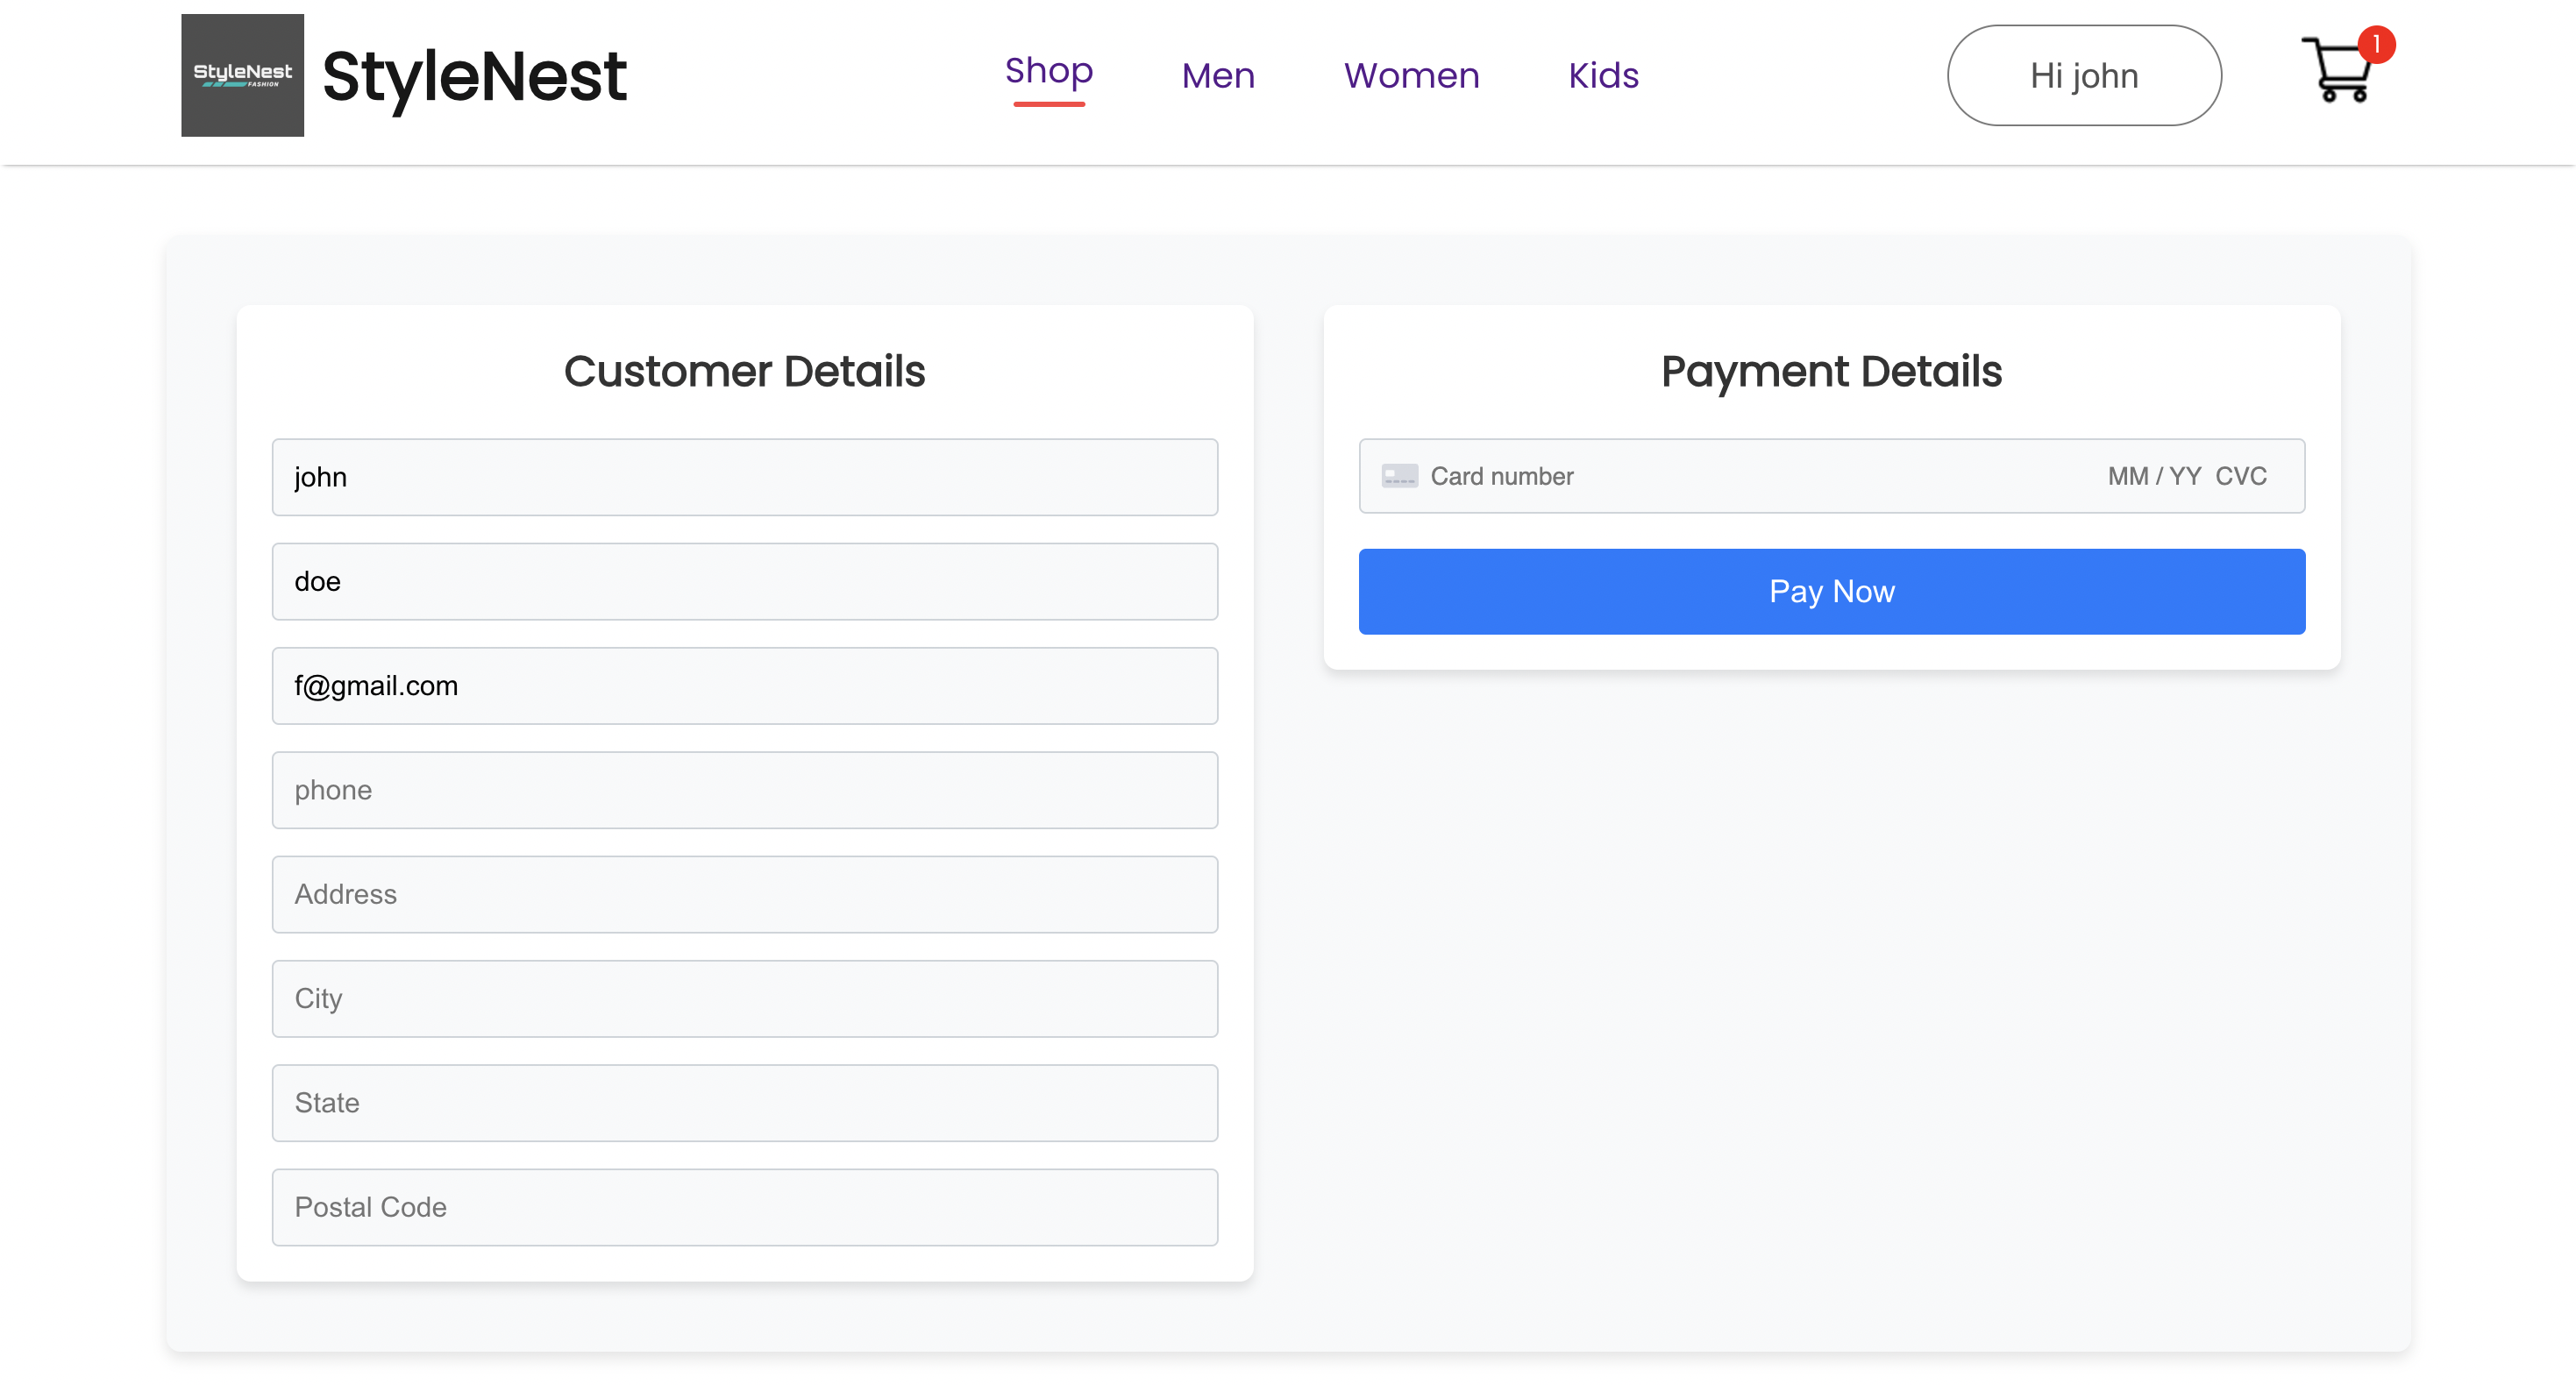 StyleNest
FASHION
StyleNest
Shop
Men
Women
Kids
Hi john
1
Customer Details
john
doe
f@gmail.com
phone
Address
City
State
Postal Code
Payment Details
Card number
MM / YY CVC
Pay Now